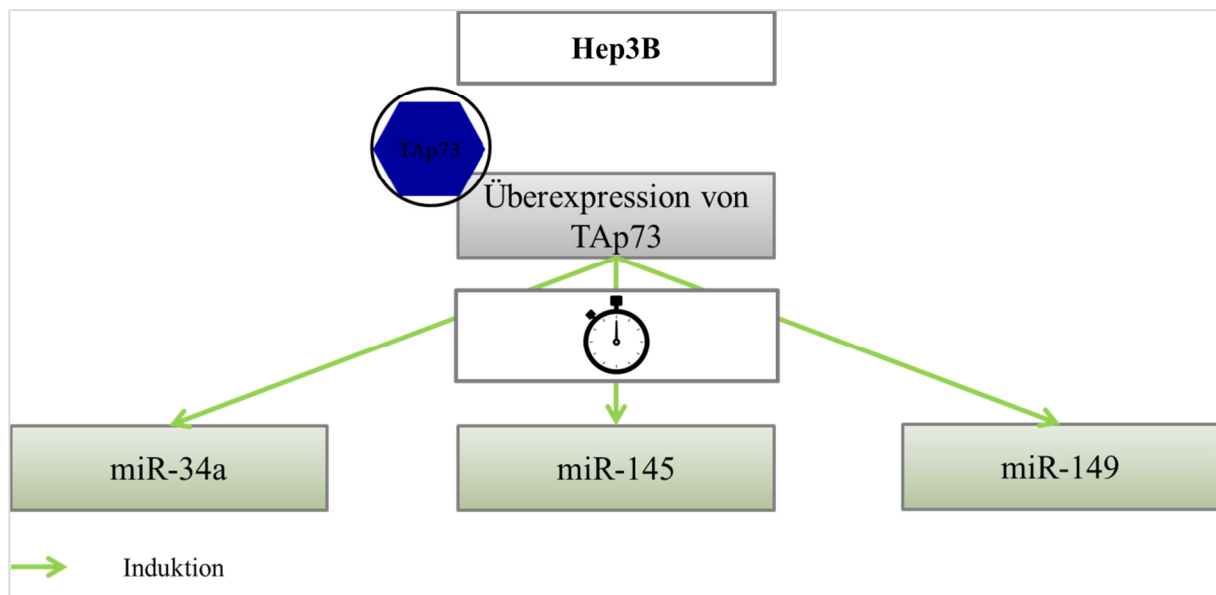 Hep3B
TAp73
Überexpression von
TAp73
miR-34a
miR-145
miR-149
Induktion